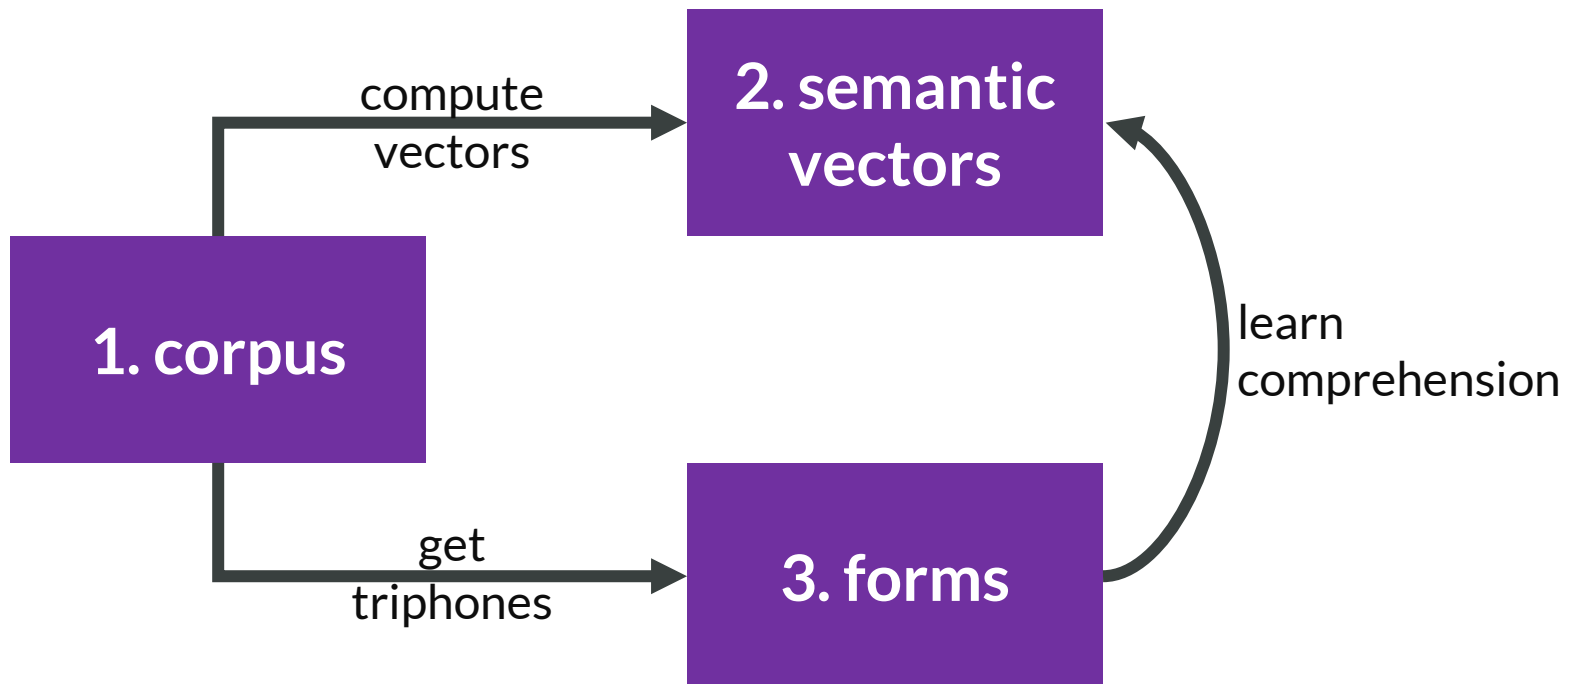 compute
vectors
2. semantic
vectors
1. corpus
learn
comprehension
get
triphones
3. forms